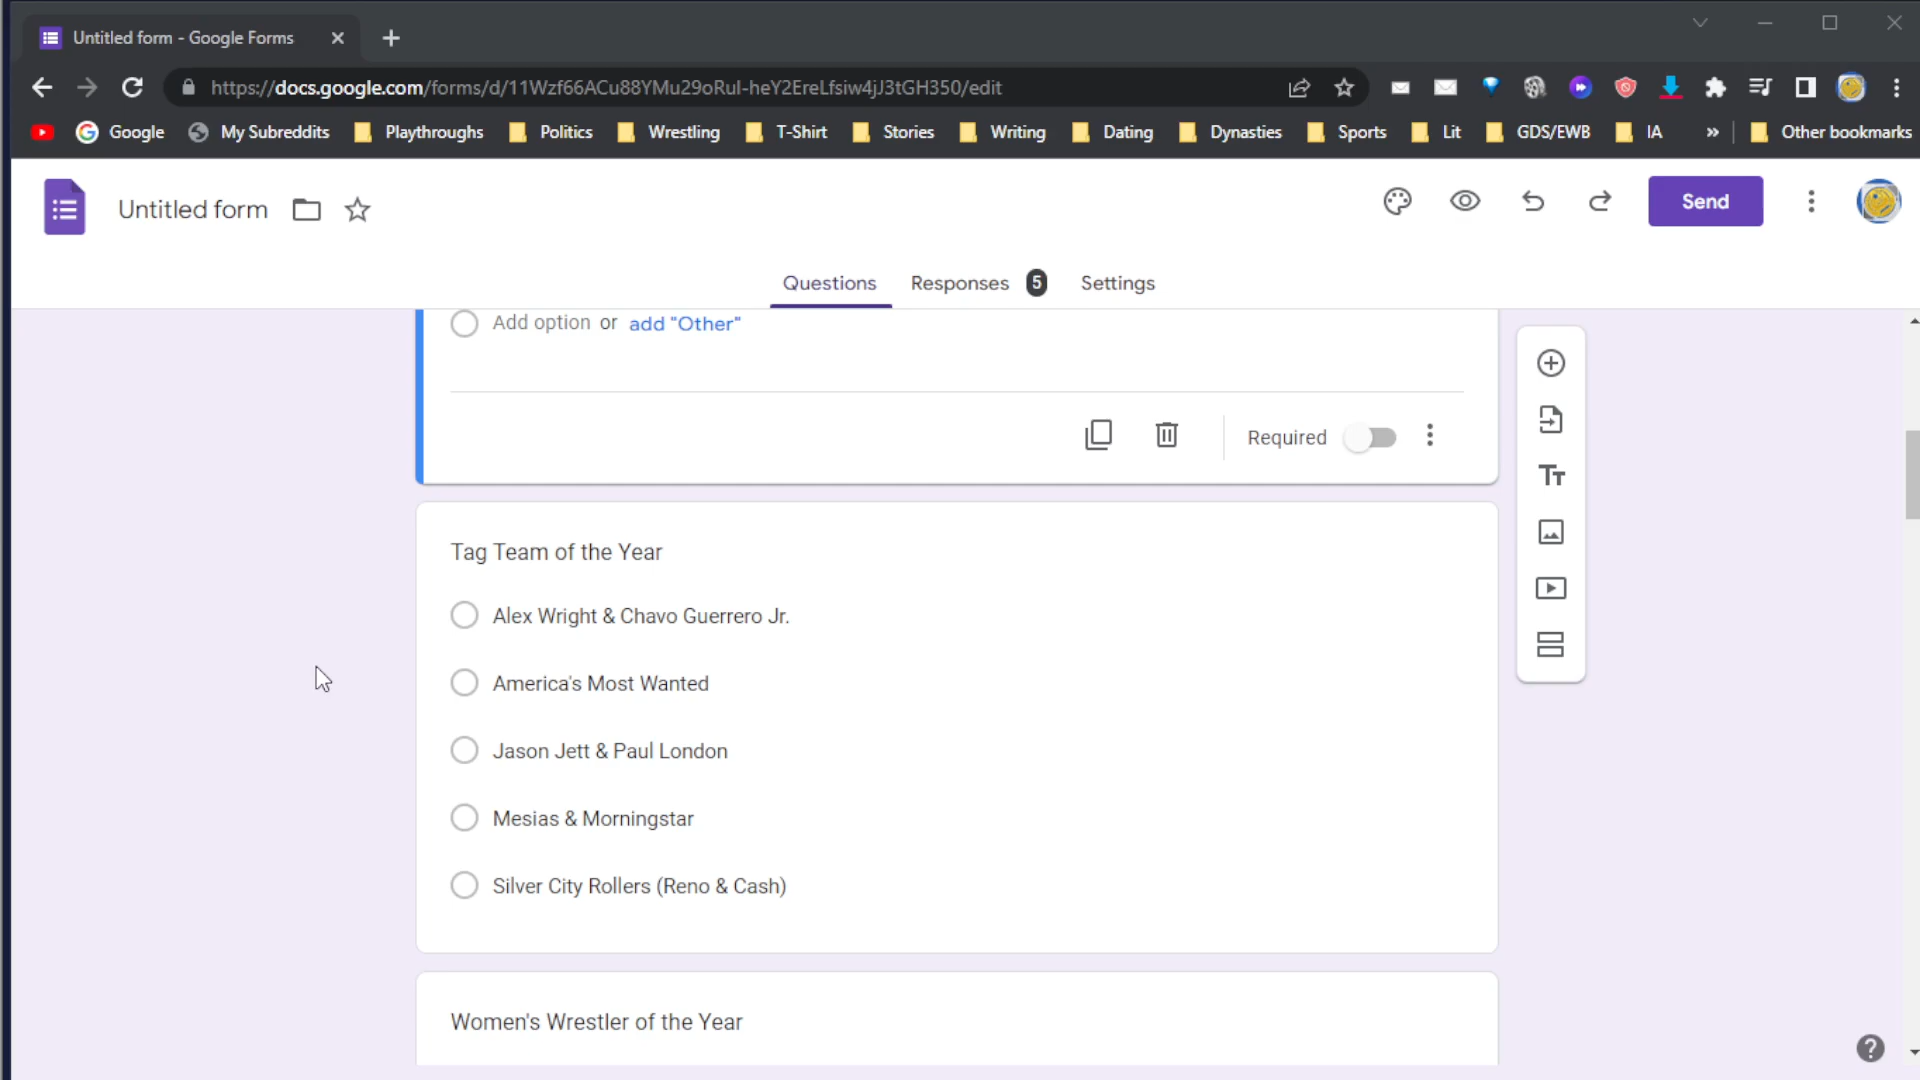 Untitled form - Google Forms
https://docs.google.com/forms/d/11Wzf66ACu88YMu29oRuI-heY2EreLfsiw4jJ3tGH350/edit
Google My Subreddits Playthroughs Politics Wrestling T-Shirt Stories Writing Dating Dynasties Sports Lit GDS/EWB IA » Other bookmarks
Untitled form
Send
Questions Responses 5 Settings
Add option or add "Other"
Required
Tag Team of the Year
Alex Wright & Chavo Guerrero Jr.
America's Most Wanted
Jason Jett & Paul London
Mesias & Morningstar
Silver City Rollers (Reno & Cash)
Women's Wrestler of the Year